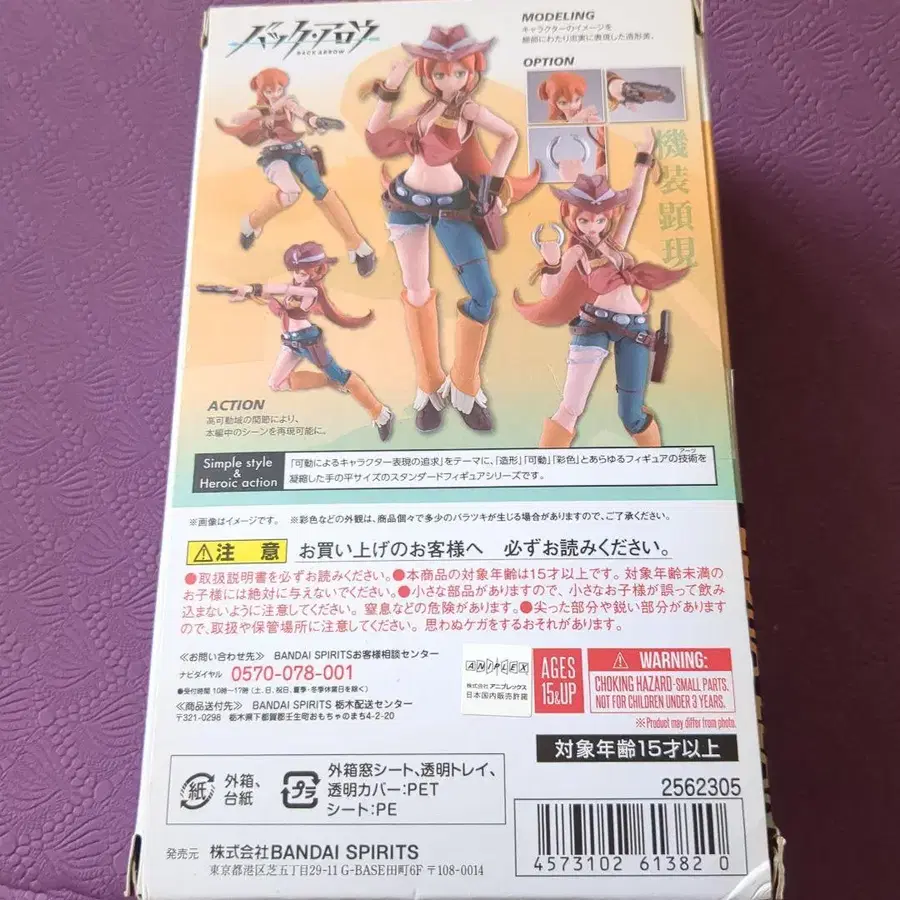 バック・アロウ
BACK ARROW
MODELING
キャラクターのイメージを
細部にわたり忠実に表現した造形美。
OPTION
機装顕現
ACTION
高可動域の関節により、
本編中のシーンを再現可能に。
Simple style
&
Heroic action
「可動によるキャラクター表現の追求」をテーマに、「造形」「可動」「彩色」とあらゆるフィギュアの技術を
アーツ
凝縮した手の平サイズのスタンダードフィギュアシリーズです。
※画像はイメージです。 ※彩色などの外観は、商品個々で多少のバラツキが生じる場合がありますので、ご了承ください。
注意 お買い上げのお客様へ 必ずお読みください。
●取扱説明書を必ずお読みください。●本商品の対象年齢は15才以上です。対象年齢未満の
お子様には絶対に与えないでください。●小さな部品がありますので、小さなお子様が誤って飲み
込まないように注意してください。窒息などの危険があります。●尖った部分や鋭い部分があります
ので、取扱や保管場所に注意してください。思わぬケガをするおそれがあります。
≪お問い合わせ先≫ BANDAI SPIRITSお客様相談センター
ナビダイヤル 0570-078-001
●受付時間 10時〜17時(土、日、祝日、夏季・冬季休業日を除く)
≪商品送付先≫ BANDAI SPIRITS 栃木配送センター
〒321-0298 栃木県下都賀郡壬生町おもちゃのまち4-2-20
ANIPLEX
株式会社アニプレックス
日本国内販売許諾
AGES
15&UP
WARNING:
CHOKING HAZARD-SMALL PARTS.
NOT FOR CHILDREN UNDER 3 YEARS.
※Product may differ from photo.
対象年齢15才以上
紙 外箱、
台紙
プラ 外箱窓シート、透明トレイ、
透明カバー:PET
シート:PE
2562305
発売元 株式会社BANDAI SPIRITS
東京都港区芝五丁目29-11 G-BASE田町6F 〒108-0014
4573102 613820